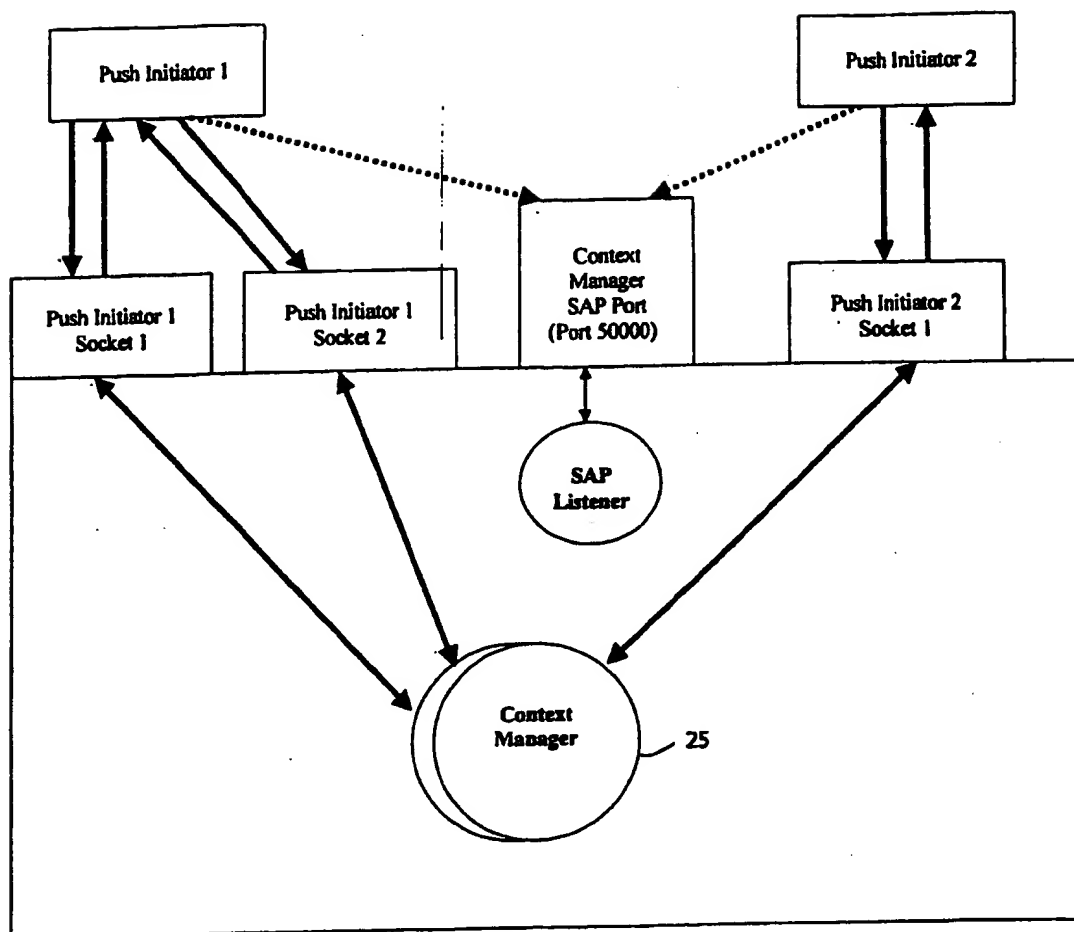 Push Initiator 1
Push Initiator 2
Push Initiator 1
Socket 1
Push Initiator 1
Socket 2
Context
Manager
SAP Port
(Port 50000)
Push Initiator 2
Socket 1
SAP
Listener
Context
Manager
25